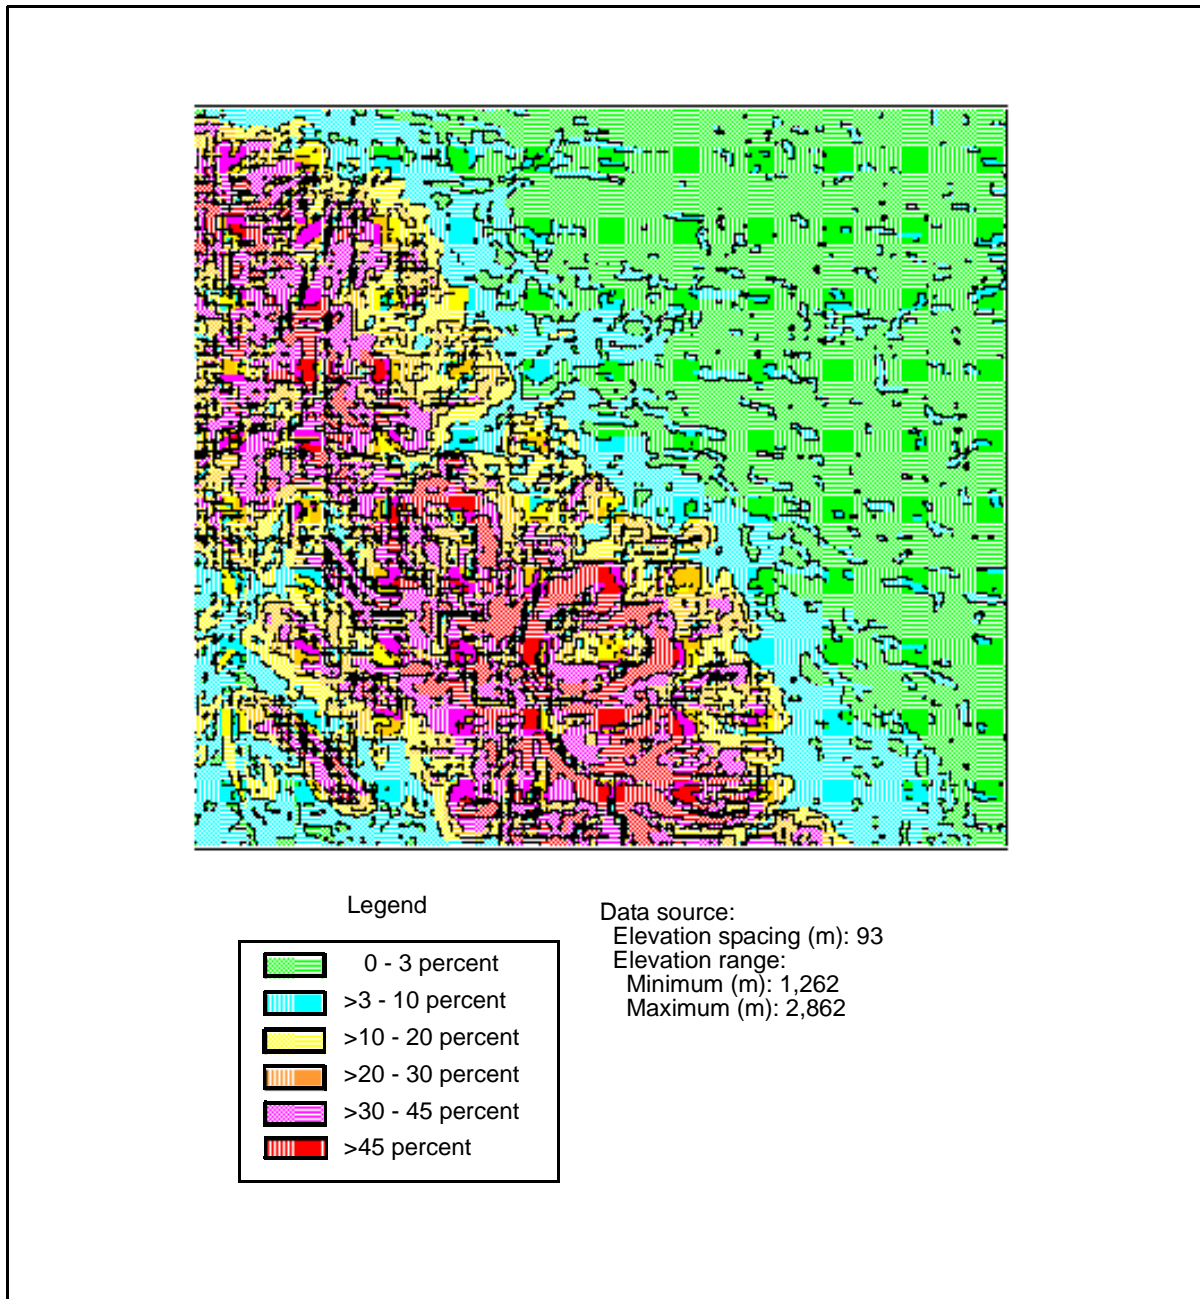 Legend
0 - 3 percent
>3 - 10 percent
>10 - 20 percent
>20 - 30 percent
>30 - 45 percent
>45 percent
Data source:
Elevation spacing (m): 93
Elevation range:
Minimum (m): 1,262
Maximum (m): 2,862